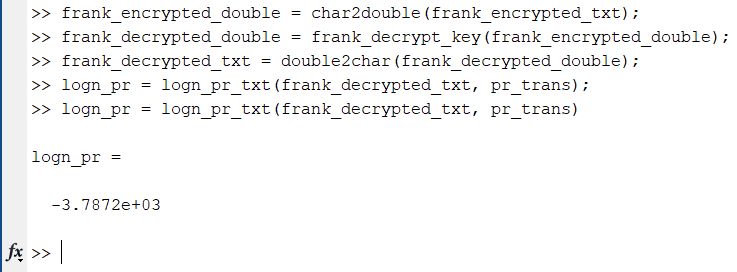 >> frank_encrypted_double = char2double(frank_encrypted_txt);
>> frank_decrypted_double = frank_decrypt_key(frank_encrypted_double);
>> frank_decrypted_txt = double2char(frank_decrypted_double);
>> logn_pr = logn_pr_txt(frank_decrypted_txt, pr_trans);
>> logn_pr = logn_pr_txt(frank_decrypted_txt, pr_trans)
logn_pr =
-3.7872e+03
fx >>